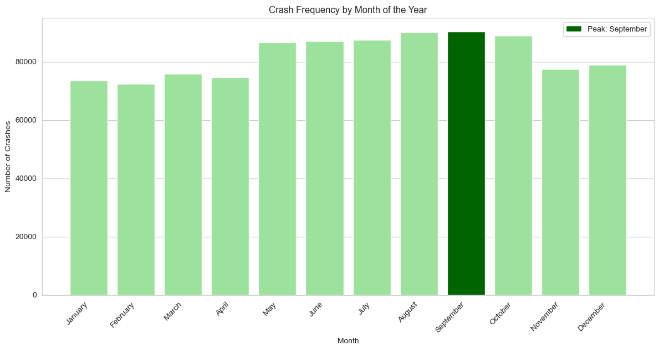 Crash Frequency by Month of the Year
Peak: September
Number of Crashes
80000
60000
40000
20000
0
January
February
March
April
May
June
July
August
September
October
November
December
Month